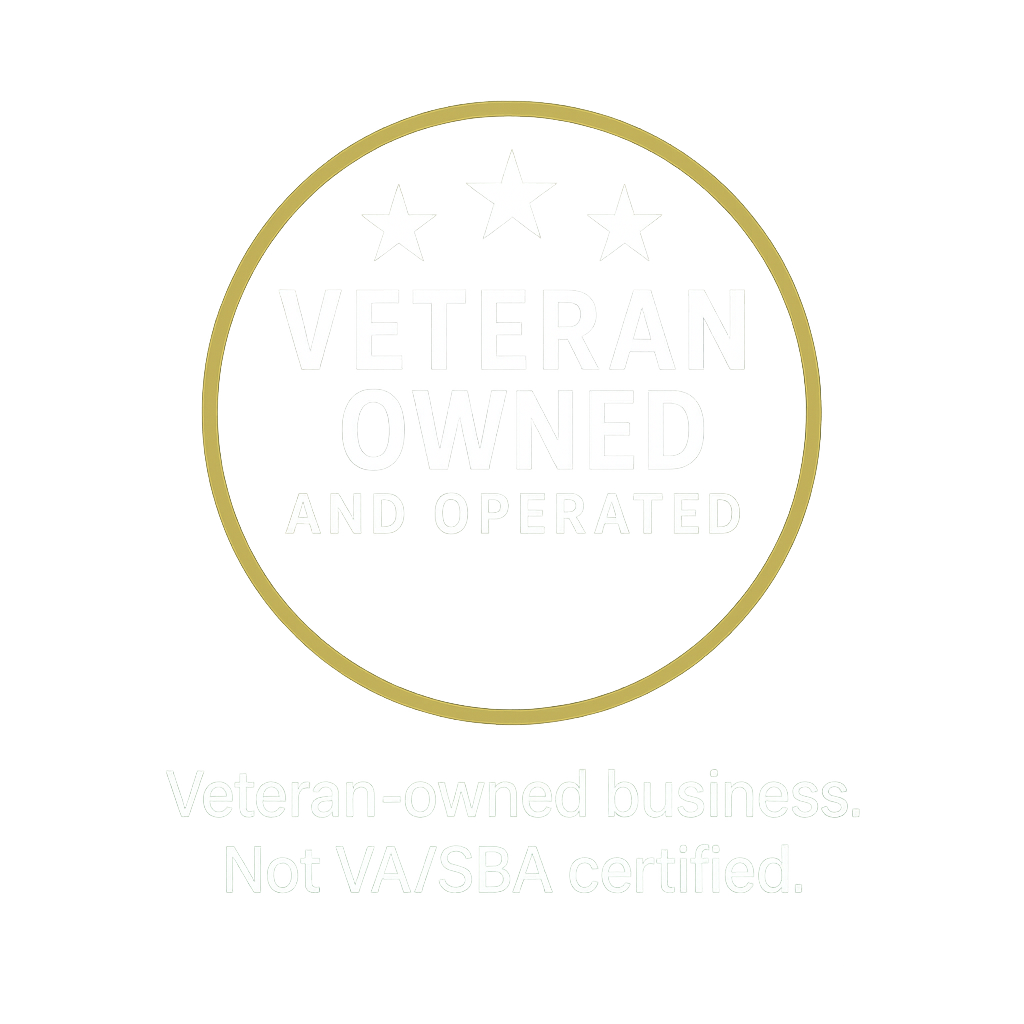 VETERAN
OWNED
AND OPERATED
Veteran-owned business.
Not VA/SBA certified.